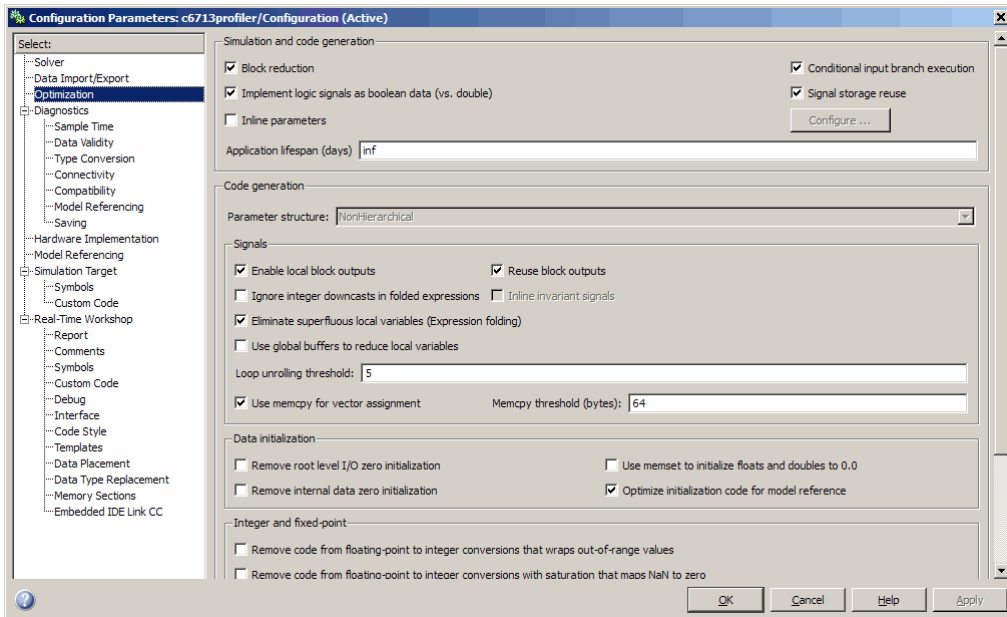 Configuration Parameters: c6713profiler/Configuration (Active)
Select:
Solver
Data Import/Export
Optimization
Diagnostics
Sample Time
Data Validity
Type Conversion
Connectivity
Compatibility
Model Referencing
Saving
Hardware Implementation
Model Referencing
Simulation Target
Symbols
Custom Code
Real-Time Workshop
Report
Comments
Symbols
Custom Code
Debug
Interface
Code Style
Templates
Data Placement
Data Type Replacement
Memory Sections
Embedded IDE Link CC
Simulation and code generation
Block reduction
Conditional input branch execution
Implement logic signals as boolean data (vs. double)
Signal storage reuse
Inline parameters
Configure ...
Application lifespan (days) inf
Code generation
Parameter structure: NonHierarchical
Signals
Enable local block outputs
Reuse block outputs
Ignore integer downcasts in folded expressions
Inline invariant signals
Eliminate superfluous local variables (Expression folding)
Use global buffers to reduce local variables
Loop unrolling threshold: 5
Use memcpy for vector assignment
Memcpy threshold (bytes): 64
Data initialization
Remove root level I/O zero initialization
Use memset to initialize floats and doubles to 0.0
Remove internal data zero initialization
Optimize initialization code for model reference
Integer and fixed-point
Remove code from floating-point to integer conversions that wraps out-of-range values
Remove code from floating-point to integer conversions with saturation that maps NaN to zero
OK
Cancel
Help
Apply